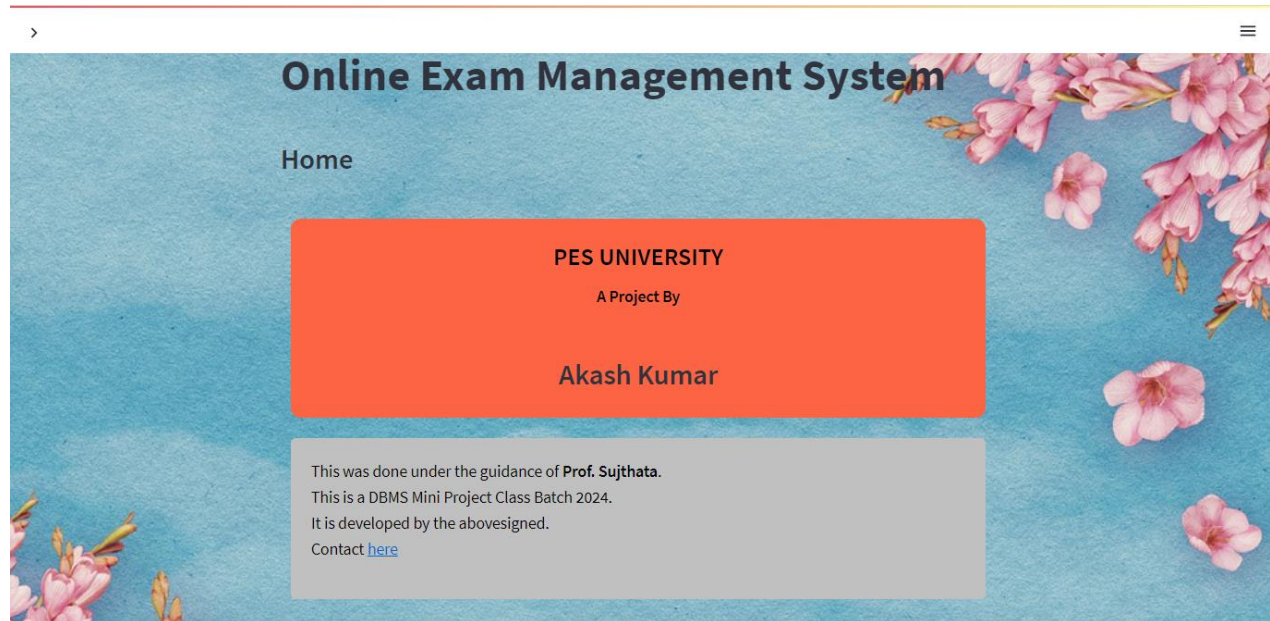 Online Exam Management System
Home
PES UNIVERSITY
A Project By
Akash Kumar
This was done under the guidance of Prof. Sujthata.
This is a DBMS Mini Project Class Batch 2024.
It is developed by the abovesigned.
Contact here